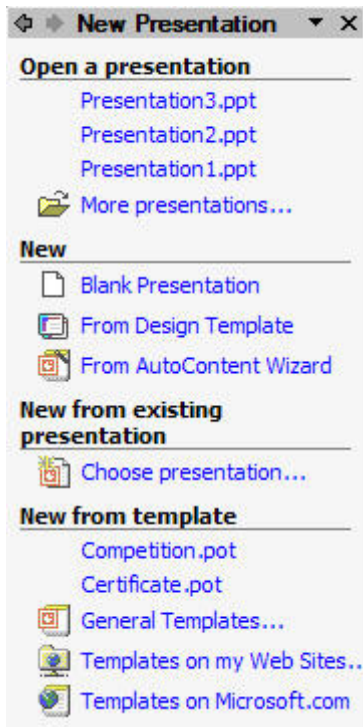 New Presentation
Open a presentation
Presentation3.ppt
Presentation2.ppt
Presentation1.ppt
More presentations...
New
Blank Presentation
From Design Template
From AutoContent Wizard
New from existing
presentation
Choose presentation...
New from template
Competition.pot
Certificate.pot
General Templates...
Templates on my Web Sites..
Templates on Microsoft.com